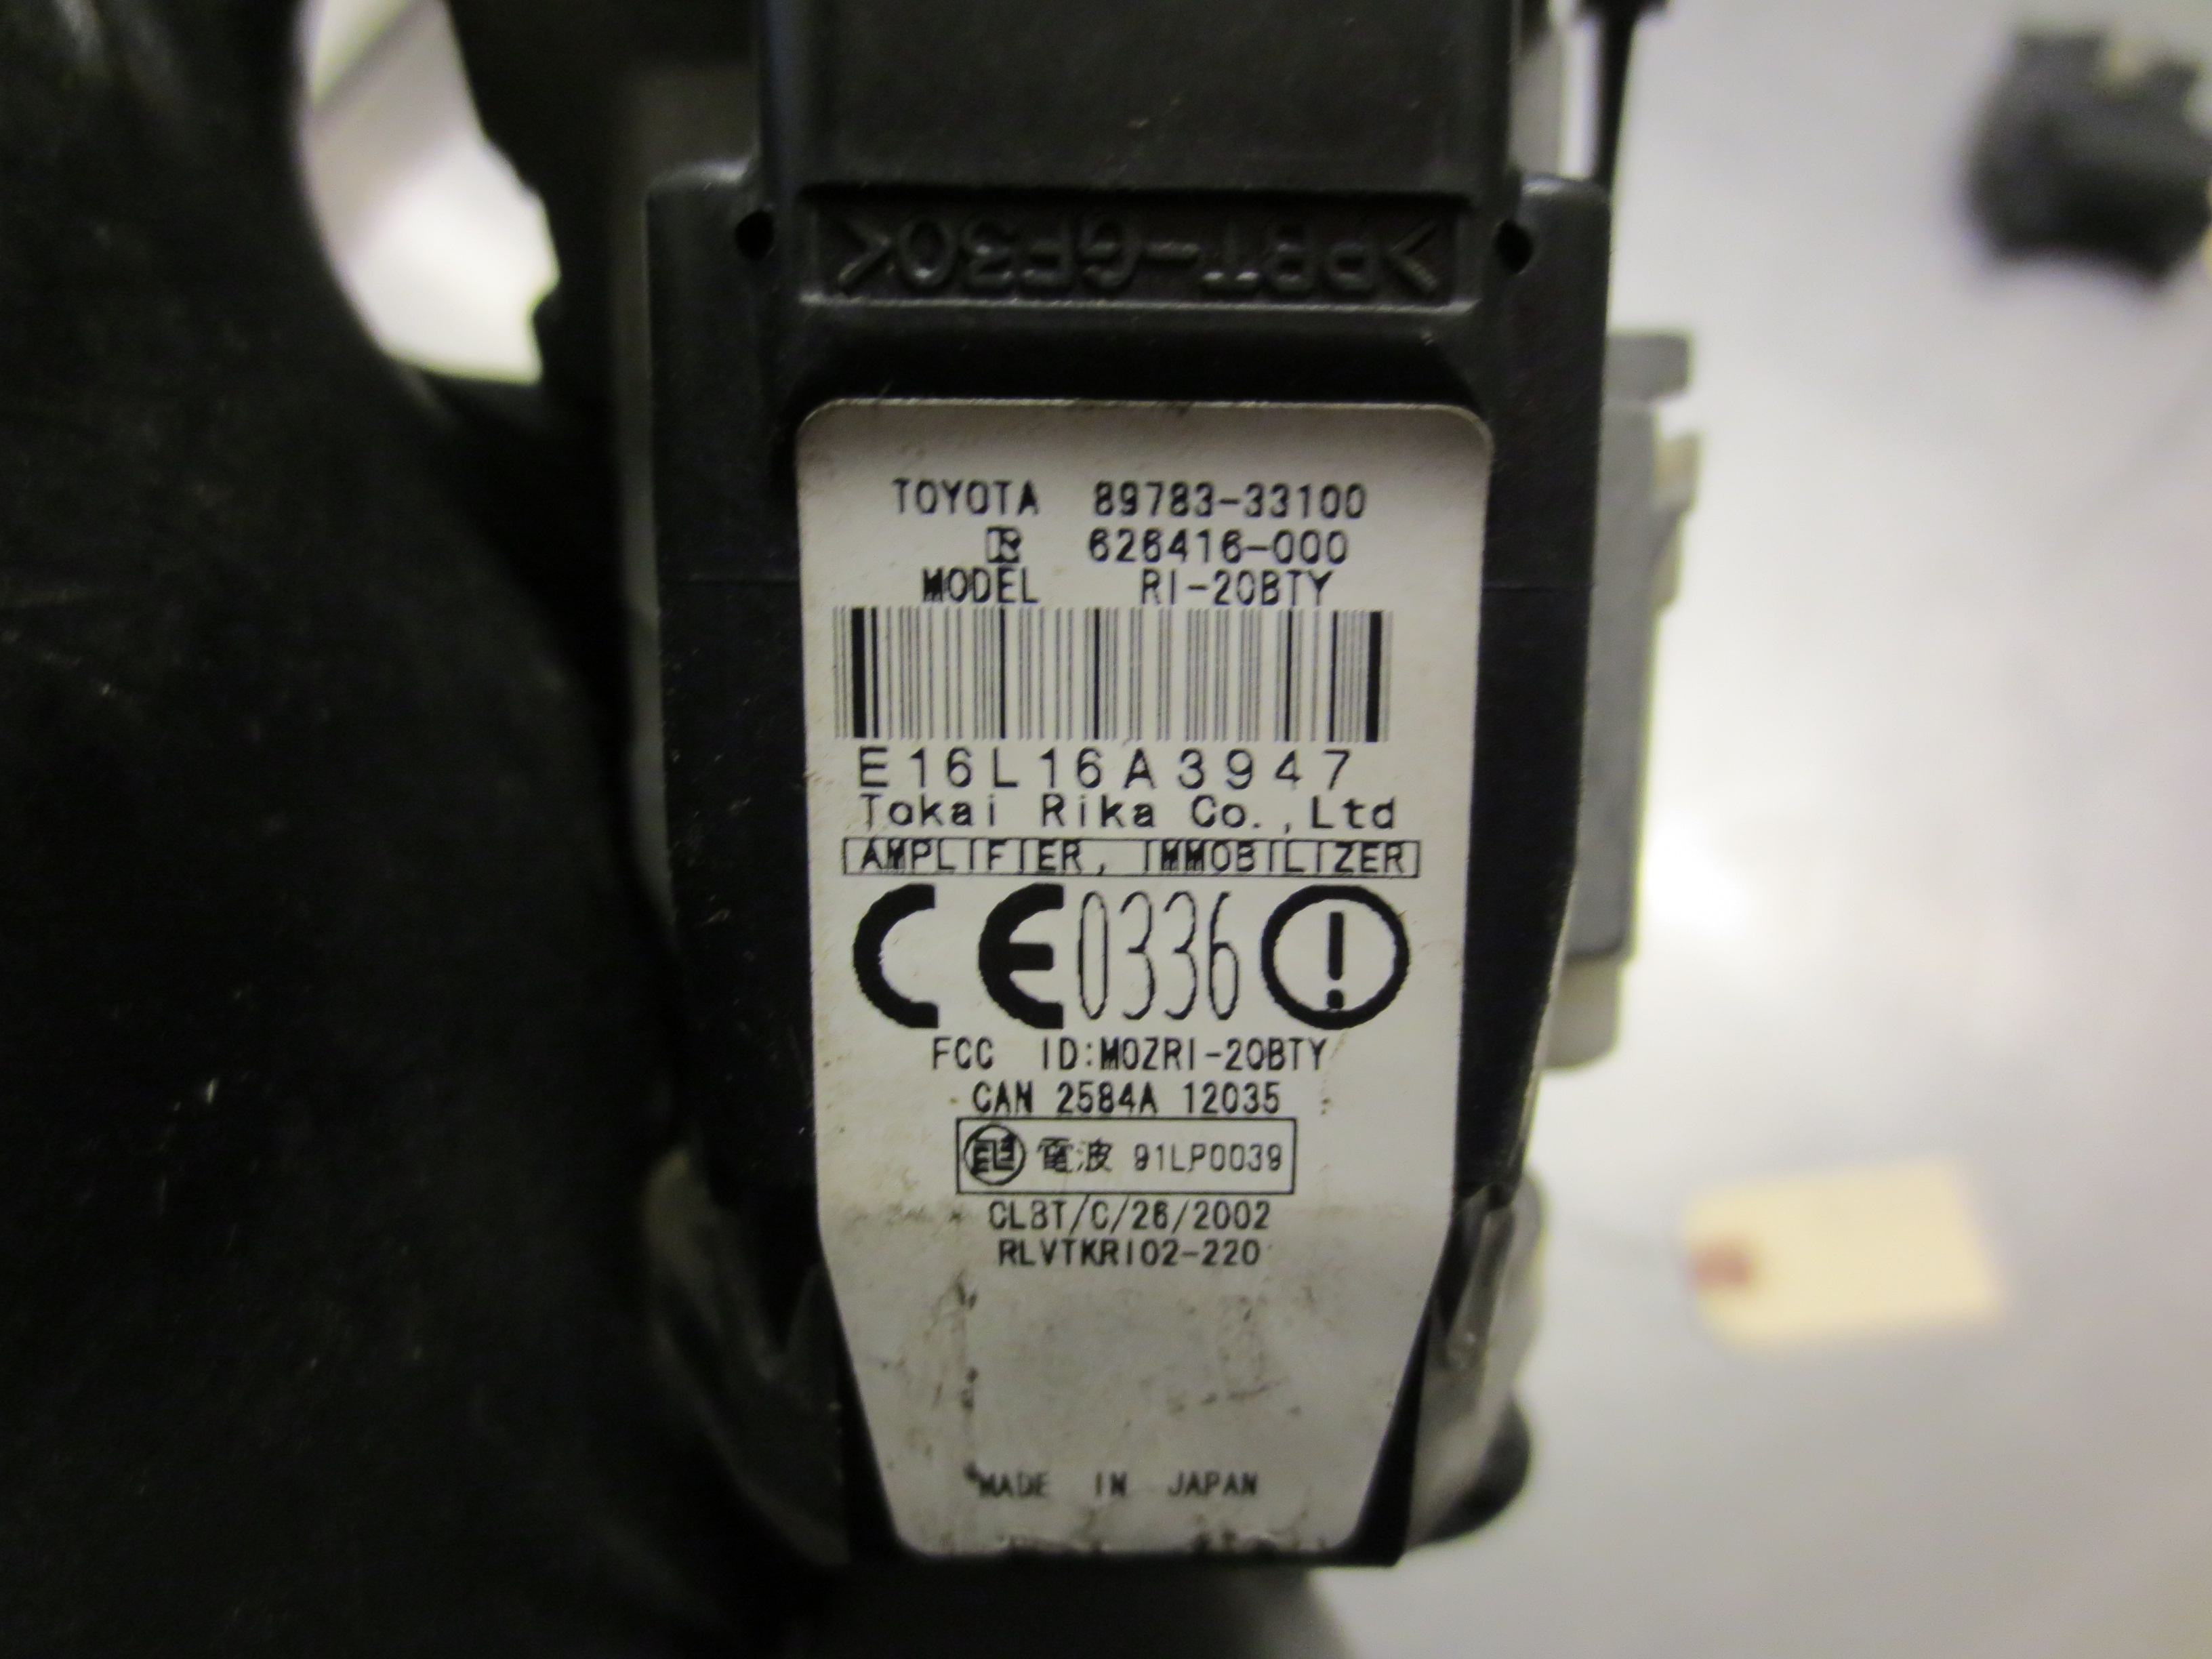 >PBT-GF30<
TOYOTA 89783-33100
R 626416-000
MODEL RI-20BTY
E16L16A3947
Tokai Rika Co.,Ltd
AMPLIFIER, IMMOBILIZER
CE0336
FCC ID:MOZRI-20BTY
CAN 2584A 12035
電波 91LP0039
CLBT/C/26/2002
RLVTKRI02-220
MADE IN JAPAN